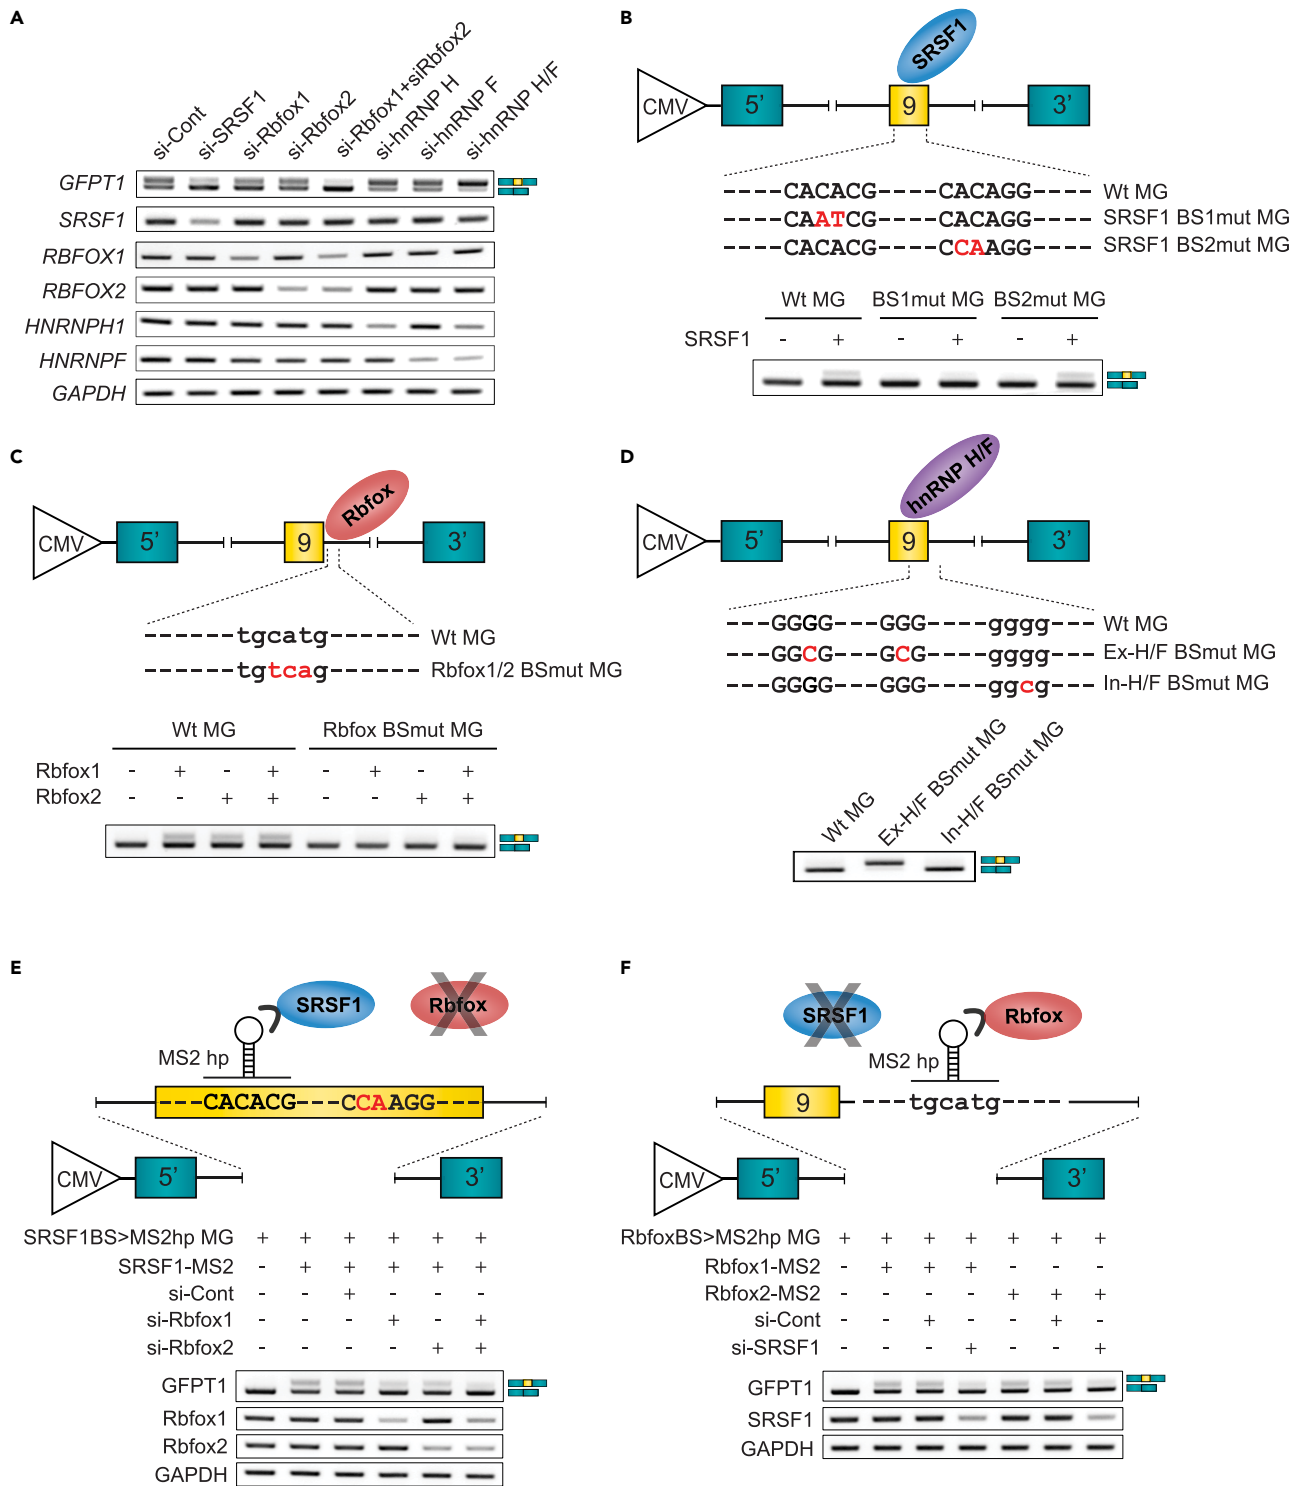 A
si-Cont
si-SRSF1
si-Rbfox1
si-Rbfox2
si-Rbfox1+siRbfox2
si-hnRNP H
si-hnRNP F
si-hnRNP H/F
GFPT1
SRSF1
RBFOX1
RBFOX2
HNRNPH1
HNRNPF
GAPDH
B
SRSF1
CMV 5' 9 3'
---CACACG----CACAGG--- Wt MG
---CAATCG----CACAGG--- SRSF1 BS1mut MG
---CACACG----CCAAGG--- SRSF1 BS2mut MG
Wt MG BS1mut MG BS2mut MG
SRSF1 - + - + - +
C
Rbfox
CMV 5' 9 3'
------tgcatg------ Wt MG
------tgtcag------ Rbfox1/2 BSmut MG
Wt MG Rbfox BSmut MG
Rbfox1 - + - + - + - +
Rbfox2 - - + + - - + +
D
hnRNP H/F
CMV 5' 9 3'
---GGGG----GGG-----gggg--- Wt MG
---GGCG----GCG-----gggg--- Ex-H/F BSmut MG
---GGGG----GGG-----ggcg--- In-H/F BSmut MG
Wt MG
Ex-H/F BSmut MG
In-H/F BSmut MG
E
SRSF1 Rbfox
MS2 hp
---CACACG----CCAAGG---
CMV 5' 3'
SRSF1BS>MS2hp MG + + + + + +
SRSF1-MS2 - + + + + +
si-Cont - - + - - -
si-Rbfox1 - - - + - +
si-Rbfox2 - - - - + +
GFPT1
Rbfox1
Rbfox2
GAPDH
F
SRSF1 Rbfox
MS2 hp
9 ----tgcatg----
CMV 5' 3'
RbfoxBS>MS2hp MG + + + + + + +
Rbfox1-MS2 - + + + - - -
Rbfox2-MS2 - - - - + + +
si-Cont - - + - - + -
si-SRSF1 - - - + - - +
GFPT1
SRSF1
GAPDH